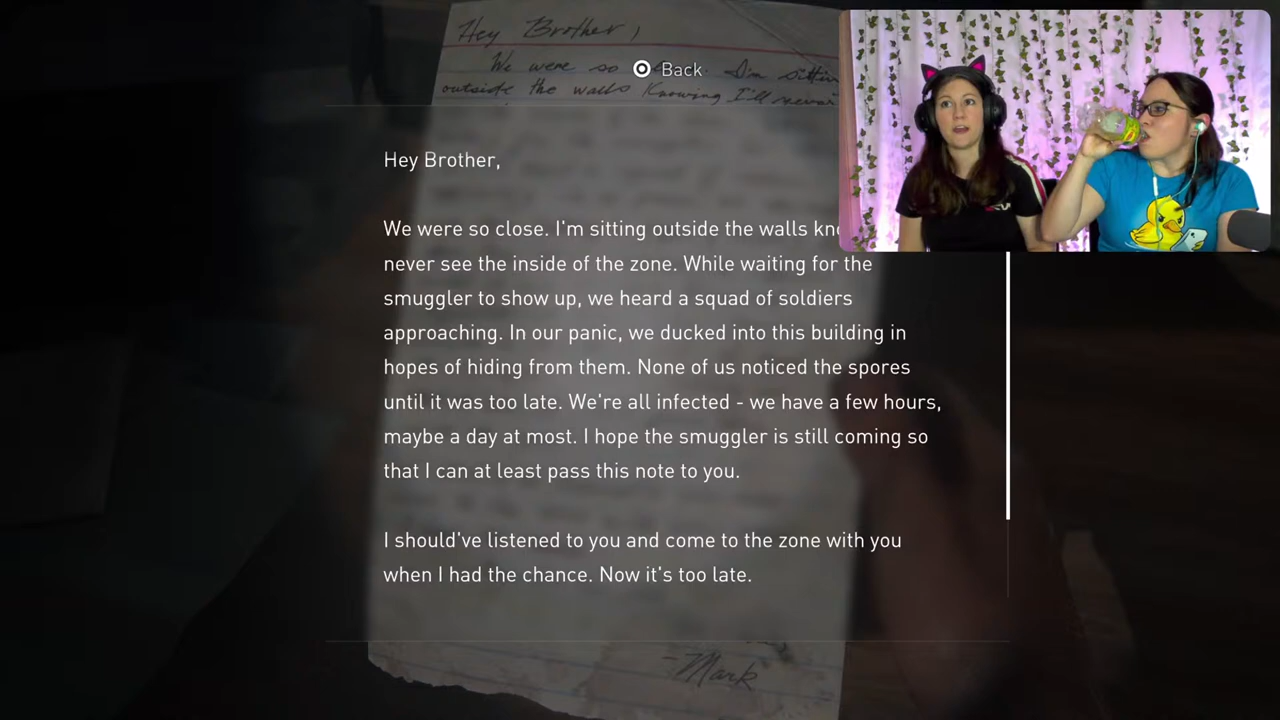 Hey Brother,
We were so I'm
outside the walls Knowing I'll never
Back
Hey Brother,
We were so close. I'm sitting outside the walls
never see the inside of the zone. While waiting for the
smuggler to show up, we heard a squad of soldiers
approaching. In our panic, we ducked into this building in
hopes of hiding from them. None of us noticed the spores
until it was too late. We're all infected - we have a few hours,
maybe a day at most. I hope the smuggler is still coming so
that I can at least pass this note to you.
I should've listened to you and come to the zone with you
when I had the chance. Now it's too late.
-Mark